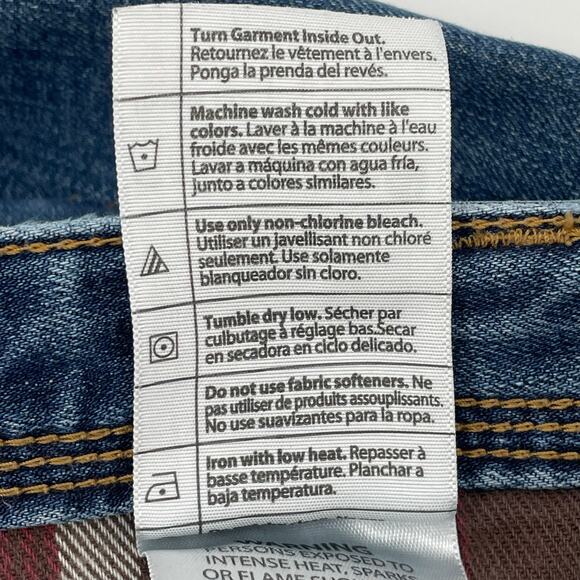 Turn Garment Inside Out.
Retournez le vêtement à l'envers.
Ponga la prenda del revés.
Machine wash cold with like
colors. Laver à la machine à l'eau
froide avec les mêmes couleurs.
Lavar a máquina con agua fría,
junto a colores similares.
Use only non-chlorine bleach.
Utiliser un javellisant non chloré
seulement. Use solamente
blanqueador sin cloro.
Tumble dry low. Sécher par
culbutage à réglage bas.Secar
en secadora en ciclo delicado.
Do not use fabric softeners. Ne
pas utiliser de produits assouplissants.
No use suavizantes para la ropa.
Iron with low heat. Repasser à
basse température. Planchar a
baja temperatura.
WARNING
PERSONS EXPOSED TO
INTENSE HEAT, SPARKS
OR FLAME